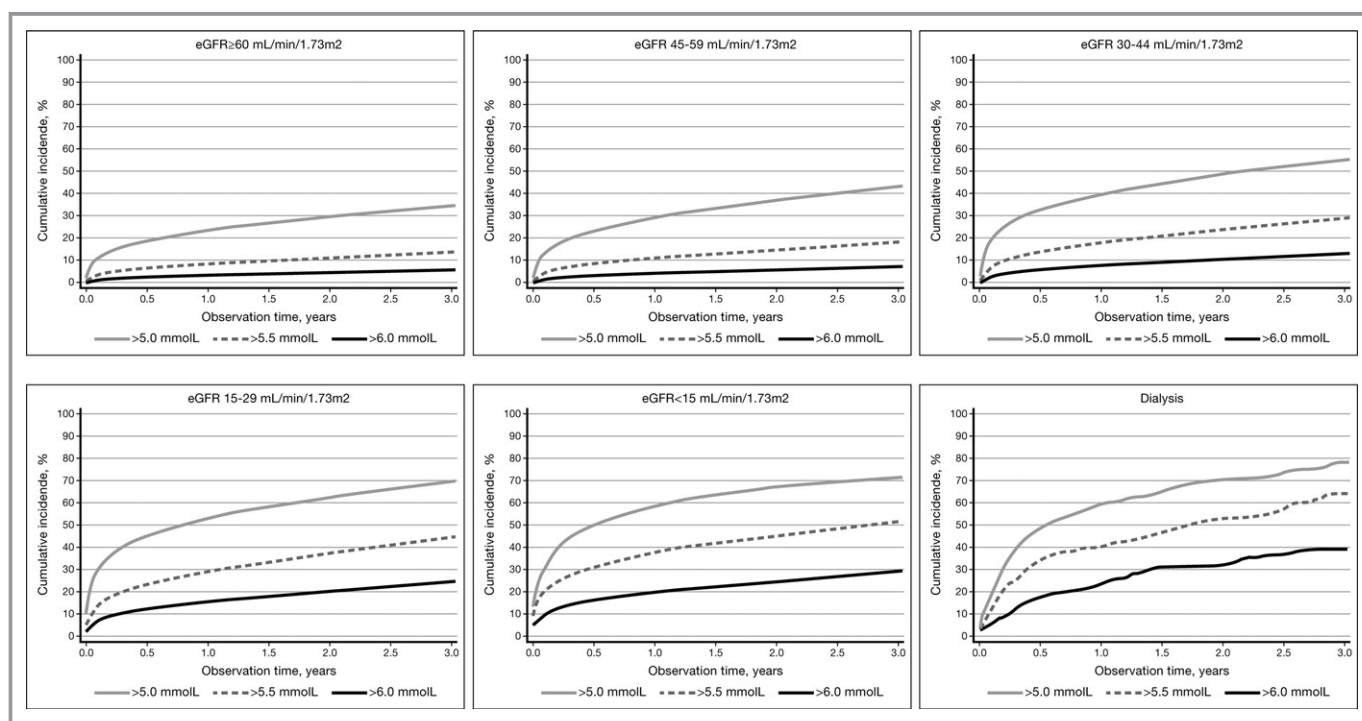 eGFR≥60 mL/min/1.73m2
Cumulative incidende, %
100
90
80
70
60
50
40
30
20
10
0
0.0 0.5 1.0 1.5 2.0 2.5 3.0
Observation time, years
>5.0 mmolL >5.5 mmolL >6.0 mmolL
eGFR 45-59 mL/min/1.73m2
Cumulative incidende, %
100
90
80
70
60
50
40
30
20
10
0
0.0 0.5 1.0 1.5 2.0 2.5 3.0
Observation time, years
>5.0 mmolL >5.5 mmolL >6.0 mmolL
eGFR 30-44 mL/min/1.73m2
Cumulative incidende, %
100
90
80
70
60
50
40
30
20
10
0
0.0 0.5 1.0 1.5 2.0 2.5 3.0
Observation time, years
>5.0 mmolL >5.5 mmolL >6.0 mmolL
eGFR 15-29 mL/min/1.73m2
Cumulative incidende, %
100
90
80
70
60
50
40
30
20
10
0
0.0 0.5 1.0 1.5 2.0 2.5 3.0
Observation time, years
>5.0 mmolL >5.5 mmolL >6.0 mmolL
eGFR<15 mL/min/1.73m2
Cumulative incidende, %
100
90
80
70
60
50
40
30
20
10
0
0.0 0.5 1.0 1.5 2.0 2.5 3.0
Observation time, years
>5.0 mmolL >5.5 mmolL >6.0 mmolL
Dialysis
Cumulative incidende, %
100
90
80
70
60
50
40
30
20
10
0
0.0 0.5 1.0 1.5 2.0 2.5 3.0
Observation time, years
>5.0 mmolL >5.5 mmolL >6.0 mmolL